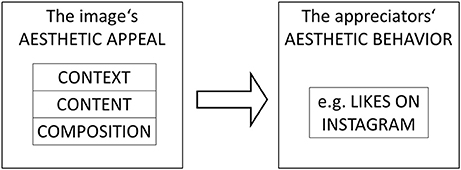 The image‘s
AESTHETIC APPEAL
CONTEXT
CONTENT
COMPOSITION
The appreciators‘
AESTHETIC BEHAVIOR
e.g. LIKES ON
INSTAGRAM